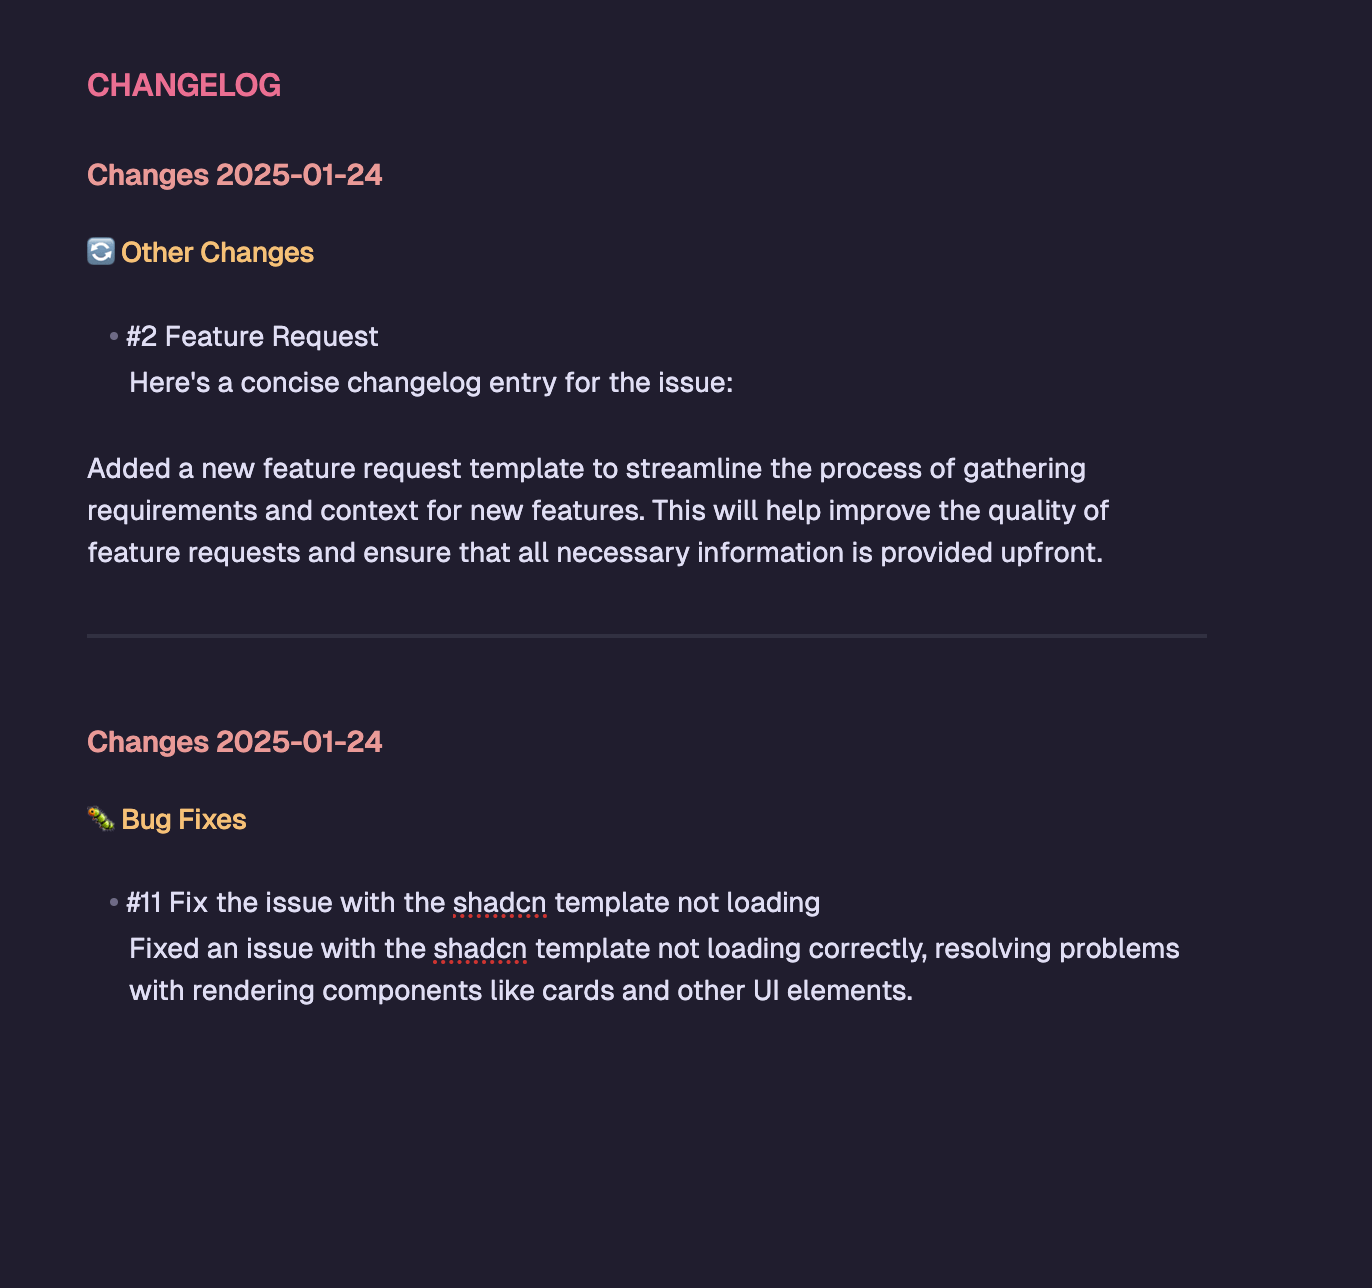 CHANGELOG
Changes 2025-01-24
🔄 Other Changes
• #2 Feature Request
Here's a concise changelog entry for the issue:
Added a new feature request template to streamline the process of gathering
requirements and context for new features. This will help improve the quality of
feature requests and ensure that all necessary information is provided upfront.
Changes 2025-01-24
🐛 Bug Fixes
• #11 Fix the issue with the shadcn template not loading
Fixed an issue with the shadcn template not loading correctly, resolving problems
with rendering components like cards and other UI elements.